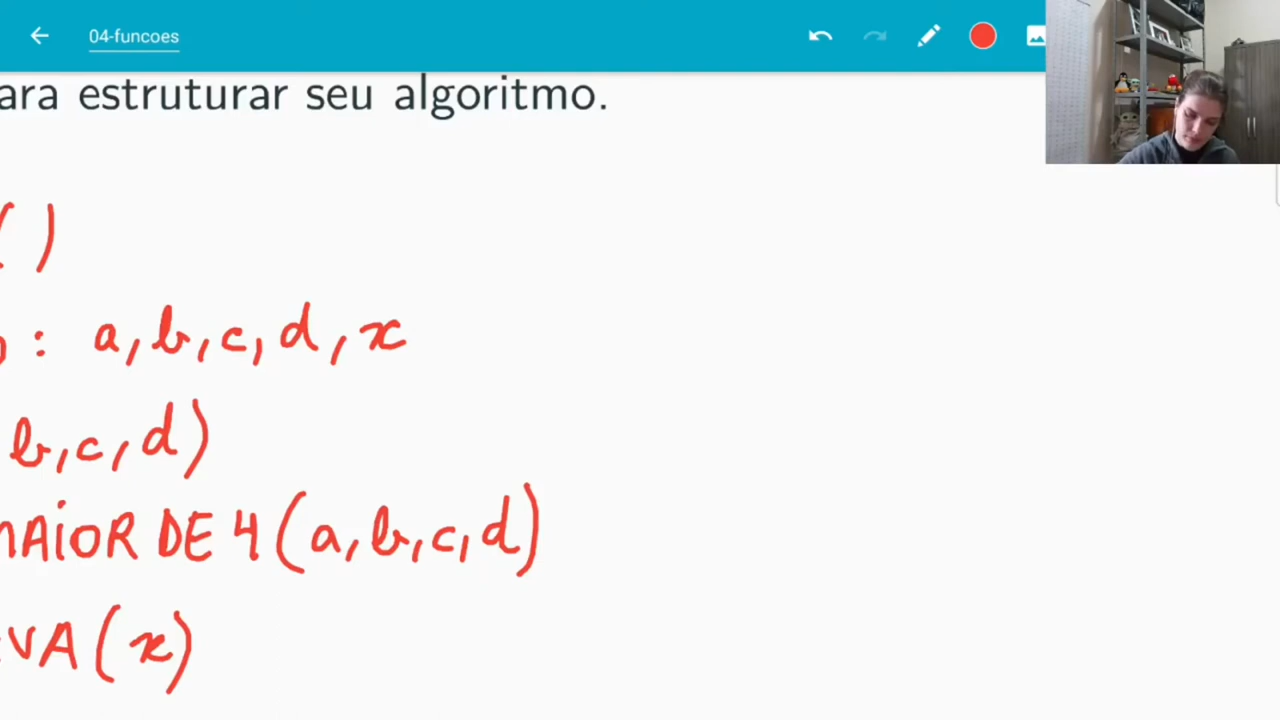 04-funcoes
ara estruturar seu algoritmo.
( )
: a, b, c, d, x
b, c, d)
MAIOR DE 4 (a, b, c, d)
VA (x)